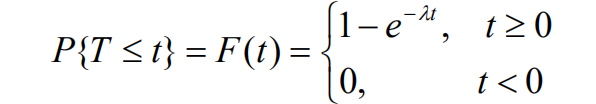 P{T ≤ t} = F(t) = {1 − e^{−λt}, t ≥ 0
0, t < 0